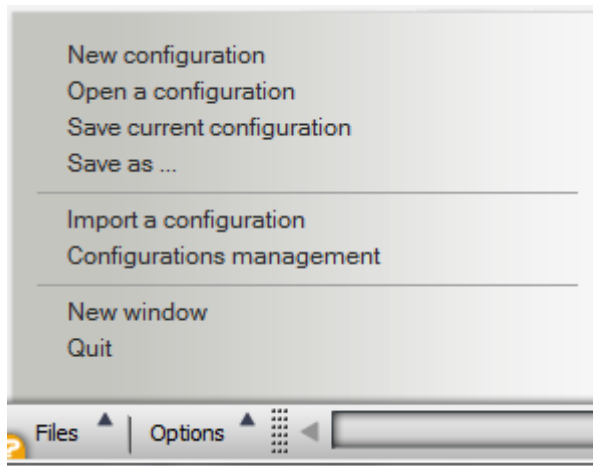 New configuration
Open a configuration
Save current configuration
Save as ...
Import a configuration
Configurations management
New window
Quit
? Files Options